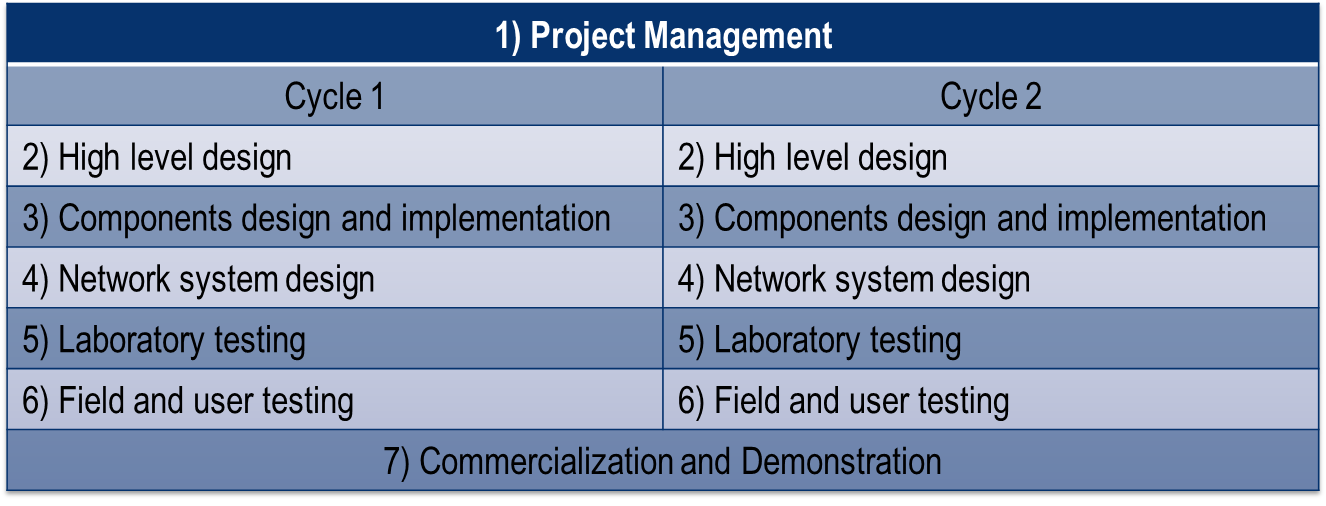 1) Project Management
Cycle 1 Cycle 2
2) High level design 2) High level design
3) Components design and implementation 3) Components design and implementation
4) Network system design 4) Network system design
5) Laboratory testing 5) Laboratory testing
6) Field and user testing 6) Field and user testing
7) Commercialization and Demonstration